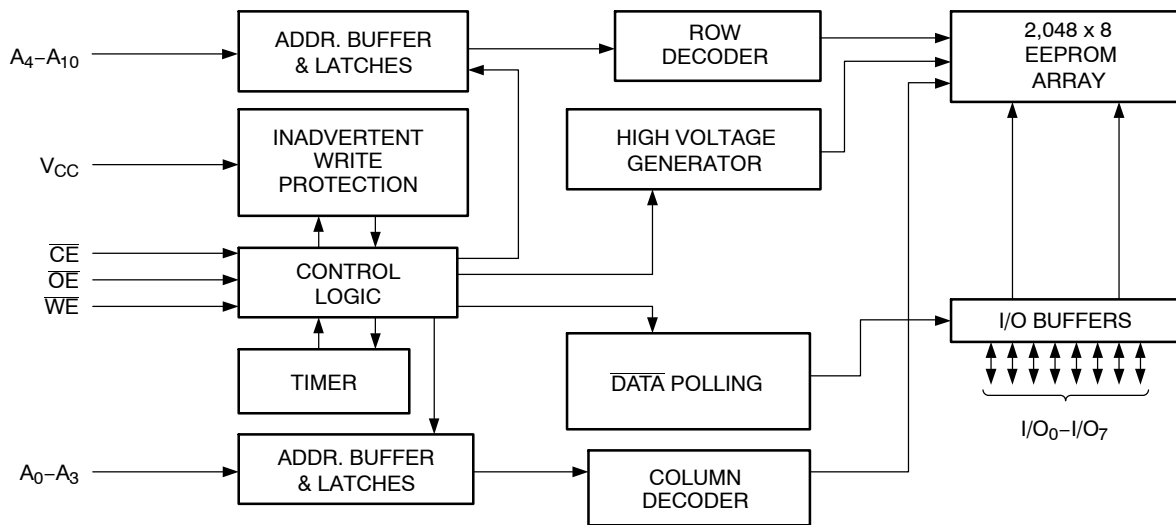 A4–A10
ADDR. BUFFER
& LATCHES
ROW
DECODER
2,048 x 8
EEPROM
ARRAY
VCC
INADVERTENT
WRITE
PROTECTION
HIGH VOLTAGE
GENERATOR
CE
OE
WE
CONTROL
LOGIC
I/O BUFFERS
TIMER
DATA POLLING
I/O0–I/O7
A0–A3
ADDR. BUFFER
& LATCHES
COLUMN
DECODER